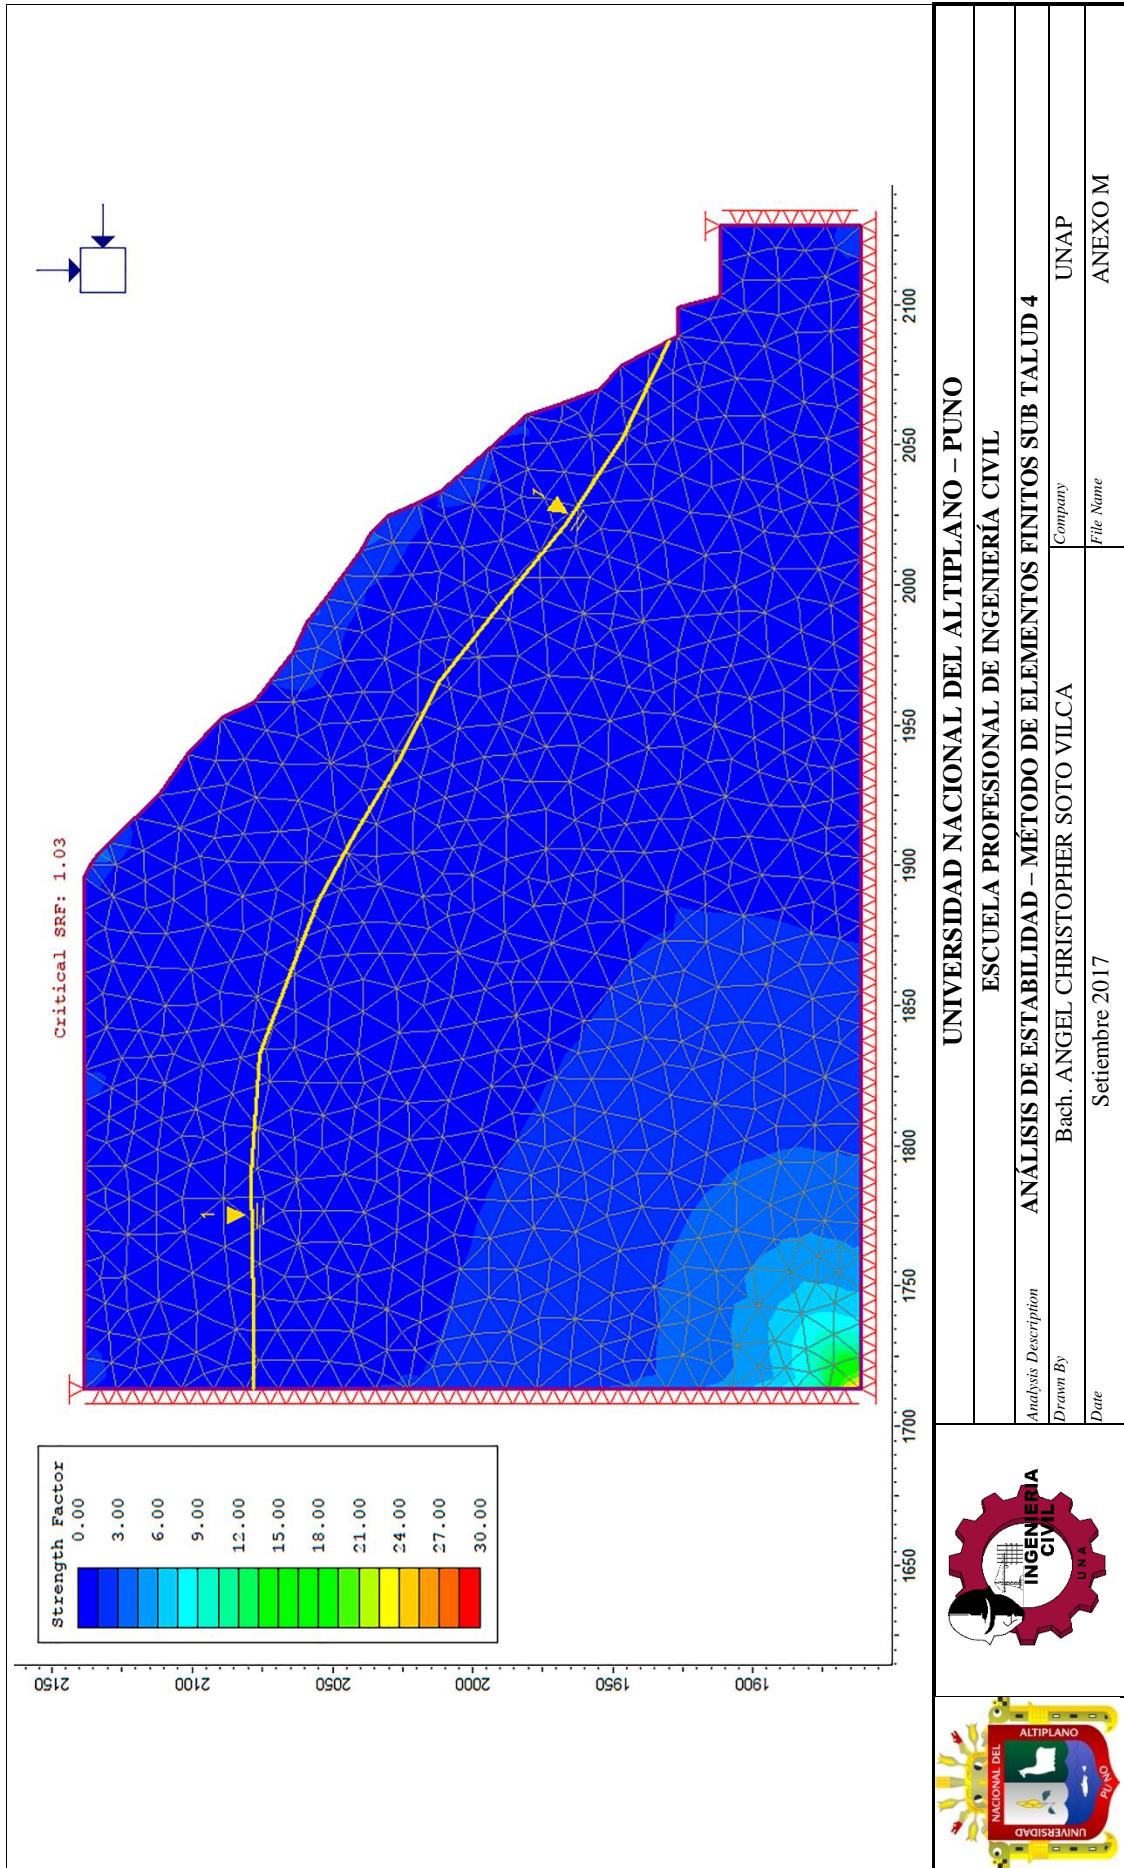 Strength Factor
0.00
3.00
6.00
9.00
12.00
15.00
18.00
21.00
24.00
27.00
30.00
Critical SRF: 1.03
1
1
2150
2100
2050
2000
1950
1900
1650
1700
1750
1800
1850
1900
1950
2000
2050
2100
UNIVERSIDAD NACIONAL DEL ALTIPLANO – PUNO
ESCUELA PROFESIONAL DE INGENIERÍA CIVIL
Analysis Description ANÁLISIS DE ESTABILIDAD – MÉTODO DE ELEMENTOS FINITOS SUB TALUD 4
Drawn By Bach. ANGEL CHRISTOPHER SOTO VILCA Company UNAP
Date Setiembre 2017 File Name ANEXO M
UNIVERSIDAD
NACIONAL DEL
ALTIPLANO
PUNO
INGENIERIA
CIVIL
UNA